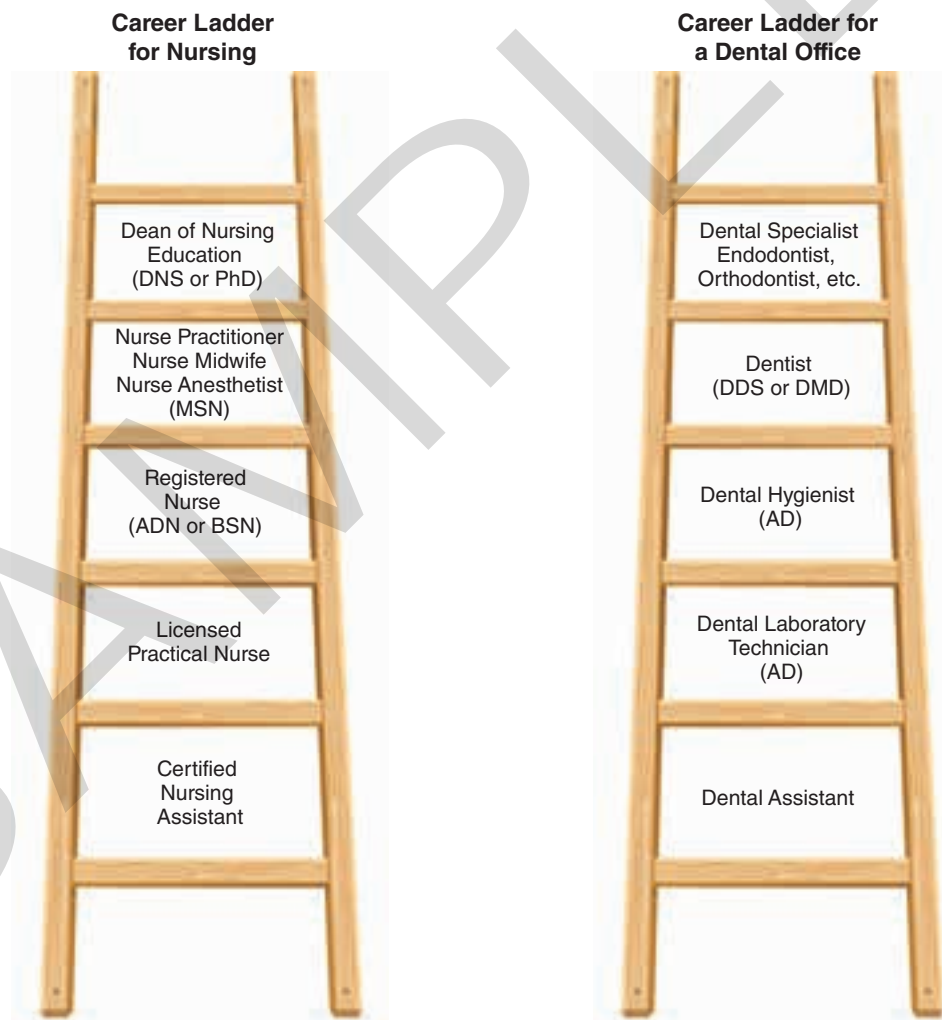 Career Ladder
for Nursing
Dean of Nursing
Education
(DNS or PhD)
Nurse Practitioner
Nurse Midwife
Nurse Anesthetist
(MSN)
Registered
Nurse
(ADN or BSN)
Licensed
Practical Nurse
Certified
Nursing
Assistant
Career Ladder for
a Dental Office
Dental Specialist
Endodontist,
Orthodontist, etc.
Dentist
(DDS or DMD)
Dental Hygienist
(AD)
Dental Laboratory
Technician
(AD)
Dental Assistant
SAMPLE